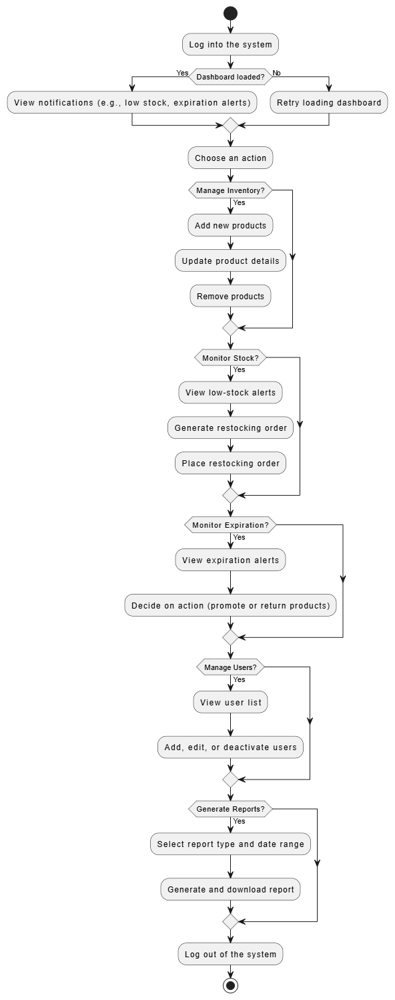 Log into the system
Yes
Dashboard loaded?
No
View notifications (e.g., low stock, expiration alerts)
Retry loading dashboard
Choose an action
Manage Inventory?
Yes
Add new products
Update product details
Remove products
Monitor Stock?
Yes
View low-stock alerts
Generate restocking order
Place restocking order
Monitor Expiration?
Yes
View expiration alerts
Decide on action (promote or return products)
Manage Users?
Yes
View user list
Add, edit, or deactivate users
Generate Reports?
Yes
Select report type and date range
Generate and download report
Log out of the system